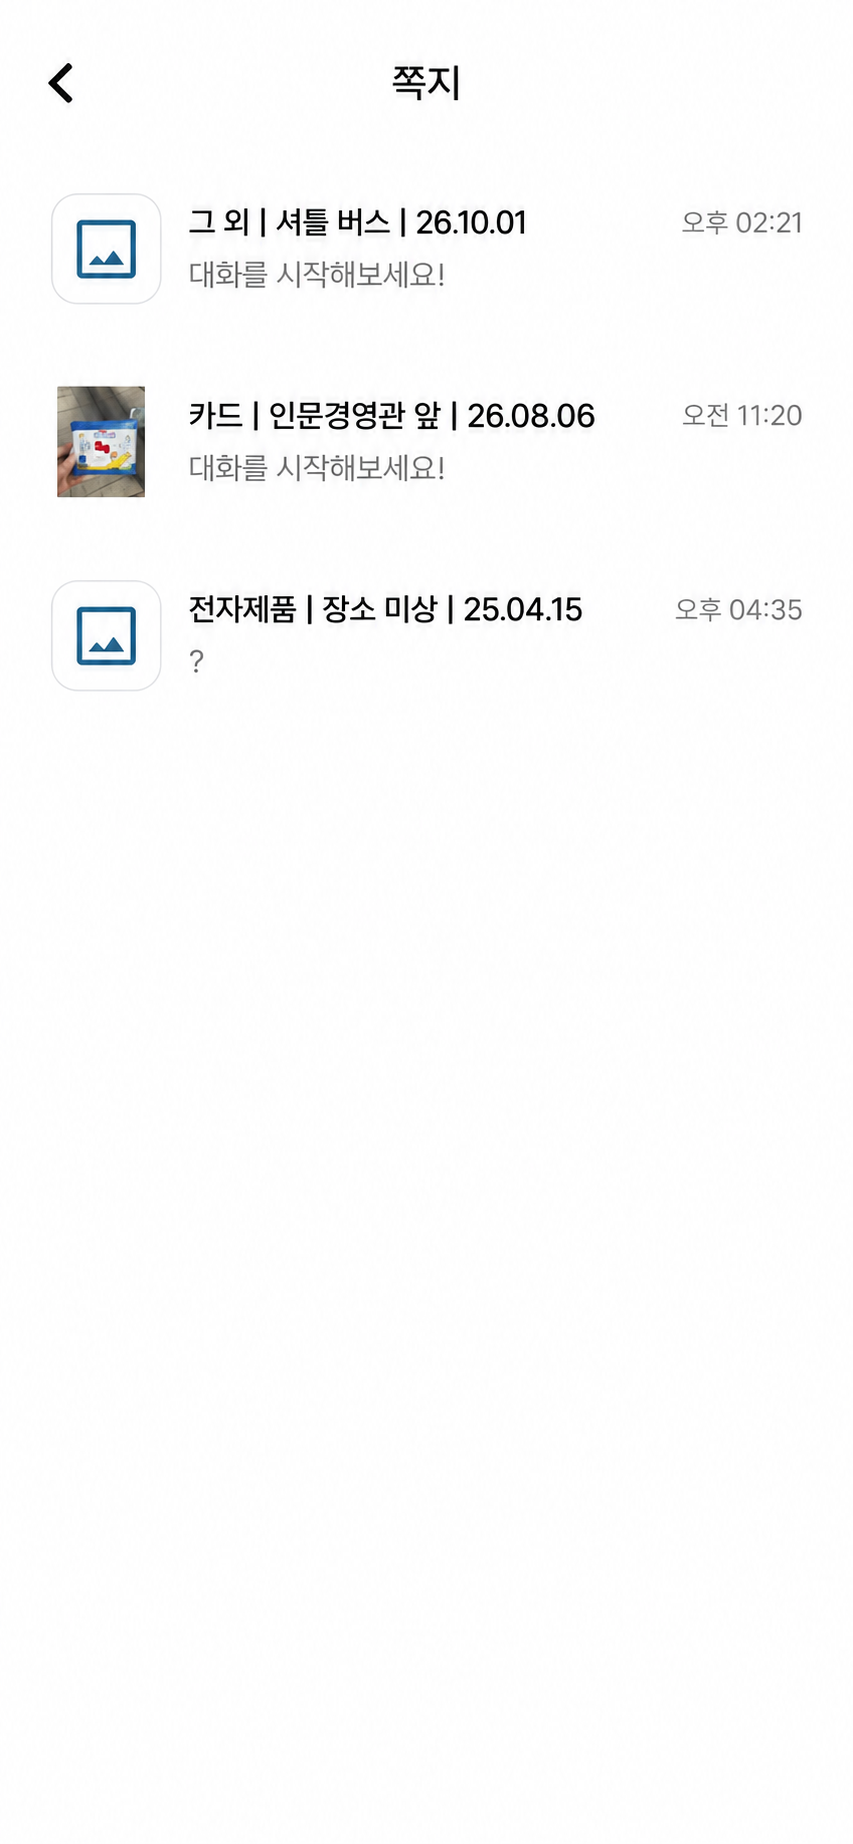 쪽지
그 외 | 셔틀 버스 | 26.10.01
오후 02:21
대화를 시작해보세요!
카드 | 인문경영관 앞 | 26.08.06
오전 11:20
대화를 시작해보세요!
전자제품 | 장소 미상 | 25.04.15
오후 04:35
?